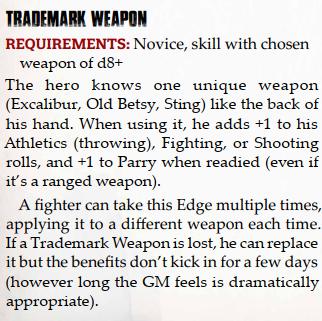 TRADEMARK WEAPON
REQUIREMENTS: Novice, skill with chosen
weapon of d8+
The hero knows one unique weapon
(Excalibur, Old Betsy, Sting) like the back of
his hand. When using it, he adds +1 to his
Athletics (throwing), Fighting, or Shooting
rolls, and +1 to Parry when readied (even if
it’s a ranged weapon).
A fighter can take this Edge multiple times,
applying it to a different weapon each time.
If a Trademark Weapon is lost, he can replace
it but the benefits don’t kick in for a few days
(however long the GM feels is dramatically
appropriate).